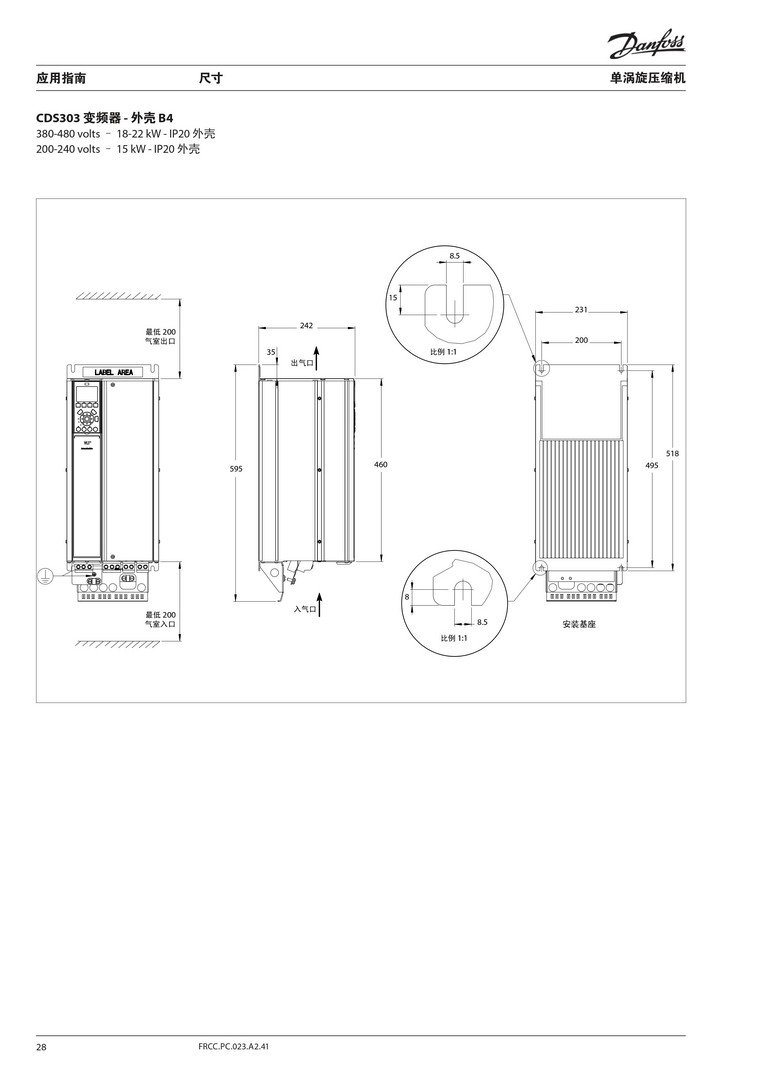 Danfoss
应用指南 尺寸 单涡旋压缩机
CDS303 变频器 - 外壳 B4
380-480 volts – 18-22 kW - IP20 外壳
200-240 volts – 15 kW - IP20 外壳
8.5
15
比例 1:1
最低 200
气室出口
242
35
出气口
231
200
LABEL AREA
595
460
518
495
最低 200
气室入口
入气口
8
8.5
比例 1:1
安装基座
28
FRCC.PC.023.A2.41